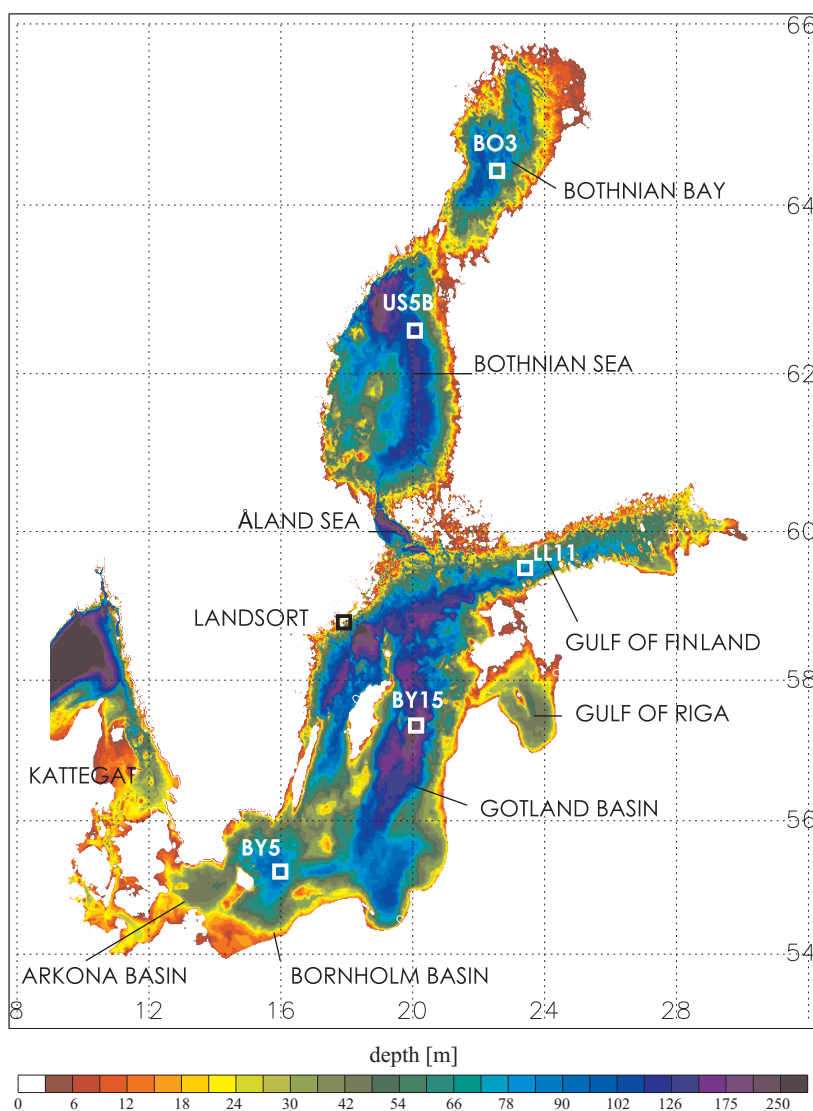 66
BO3
BOTHNIAN BAY
64
US5B
BOTHNIAN SEA
62
ÅLAND SEA
60
LL11
LANDSORT
GULF OF FINLAND
58
BY15
GULF OF RIGA
KATTEGAT
GOTLAND BASIN
56
BY5
54
ARKONA BASIN
BORNHOLM BASIN
8 12 16 20 24 28 3
depth [m]
0 6 12 18 24 30 42 54 66 78 90 102 126 175 250